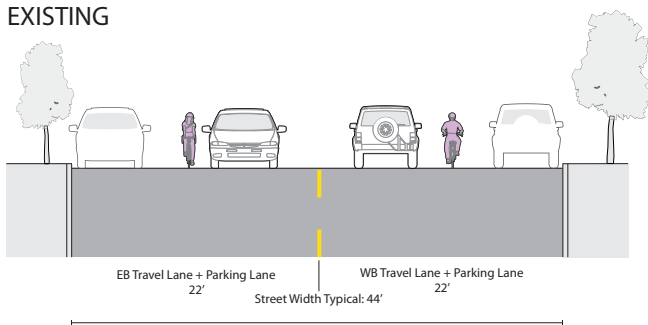 EXISTING
EB Travel Lane + Parking Lane
22’
WB Travel Lane + Parking Lane
22’
Street Width Typical: 44’